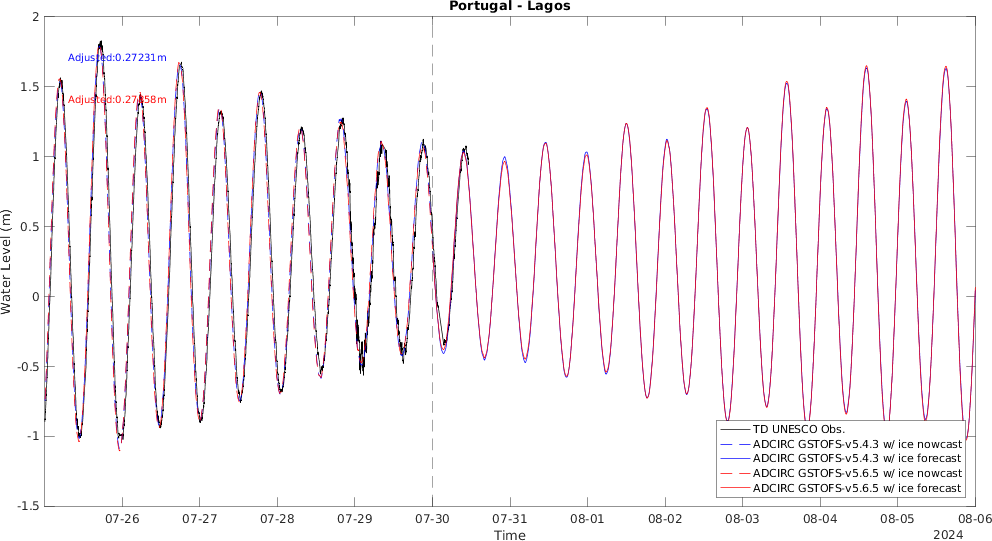 Portugal - Lagos
2
1.5
1
0.5
0
-0.5
-1
-1.5
Water Level (m)
Adjusted:0.27231m
TD UNESCO Obs.
ADCIRC GSTOFS-v5.4.3 w/ ice nowcast
ADCIRC GSTOFS-v5.4.3 w/ ice forecast
ADCIRC GSTOFS-v5.6.5 w/ ice nowcast
ADCIRC GSTOFS-v5.6.5 w/ ice forecast
07-26 07-27 07-28 07-29 07-30 07-31 08-01 08-02 08-03 08-04 08-05 08-06
Time
2024